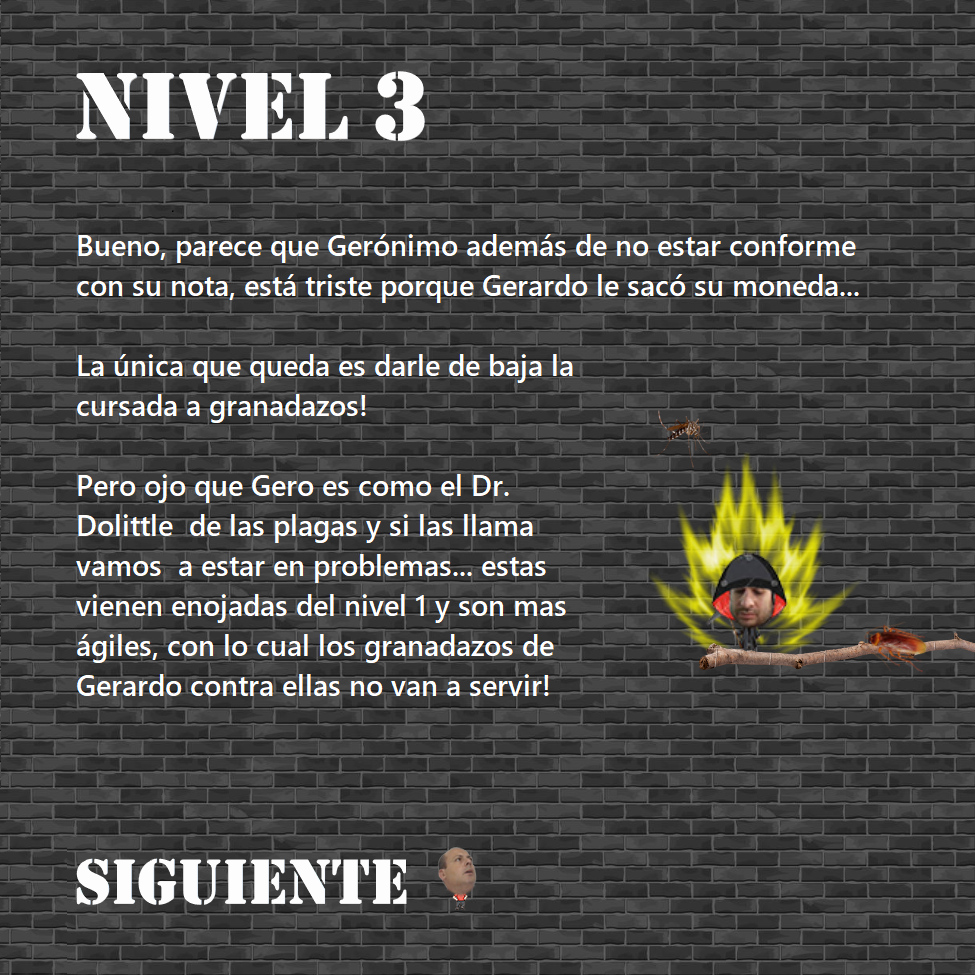 NIVEL 3
Bueno, parece que Gerónimo además de no estar conforme
con su nota, está triste porque Gerardo le sacó su moneda...
La única que queda es darle de baja la
cursada a granadazos!
Pero ojo que Gero es como el Dr.
Dolittle  de las plagas y si las llama
vamos  a estar en problemas... estas
vienen enojadas del nivel 1 y son mas
ágiles, con lo cual los granadazos de
Gerardo contra ellas no van a servir!
SIGUIENTE